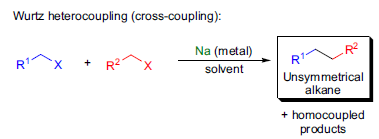 Wurtz heterocoupling (cross-coupling):
R1 X + R2 X
Na (metal)
solvent
R1 R2
Unsymmetrical
alkane
+ homocoupled
products